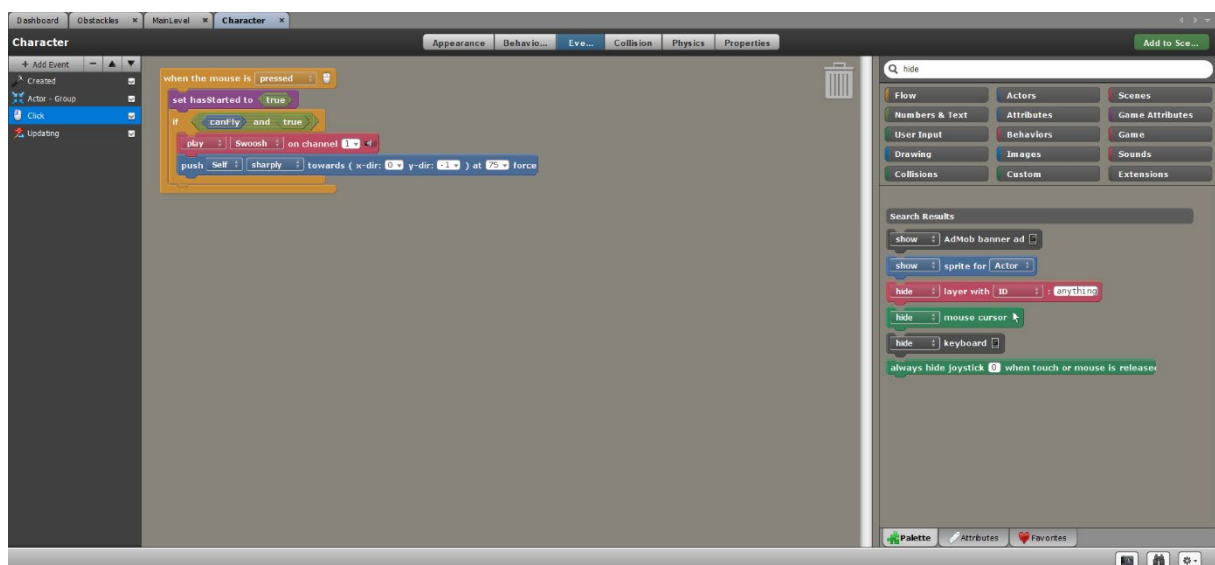 Dashboard Obstackles × MainLevel × Character ×
Character
Appearance Behavio... Eve... Collision Physics Properties
Add to Sce...
+ Add Event
Created
Actor - Group
Click
Updating
when the mouse is pressed
set hasStarted to true
if canFly and true
play Swoosh on channel 1
push Self sharply towards ( x-dir: 0 y-dir: -1 ) at 75 force
hide
Flow Actors Scenes
Numbers & Text Attributes Game Attributes
User Input Behaviors Game
Drawing Images Sounds
Collisions Custom Extensions
Search Results
show AdMob banner ad
show sprite for Actor
hide layer with ID : anything
hide mouse cursor
hide keyboard
always hide joystick 0 when touch or mouse is release
Palette Attributes Favorites